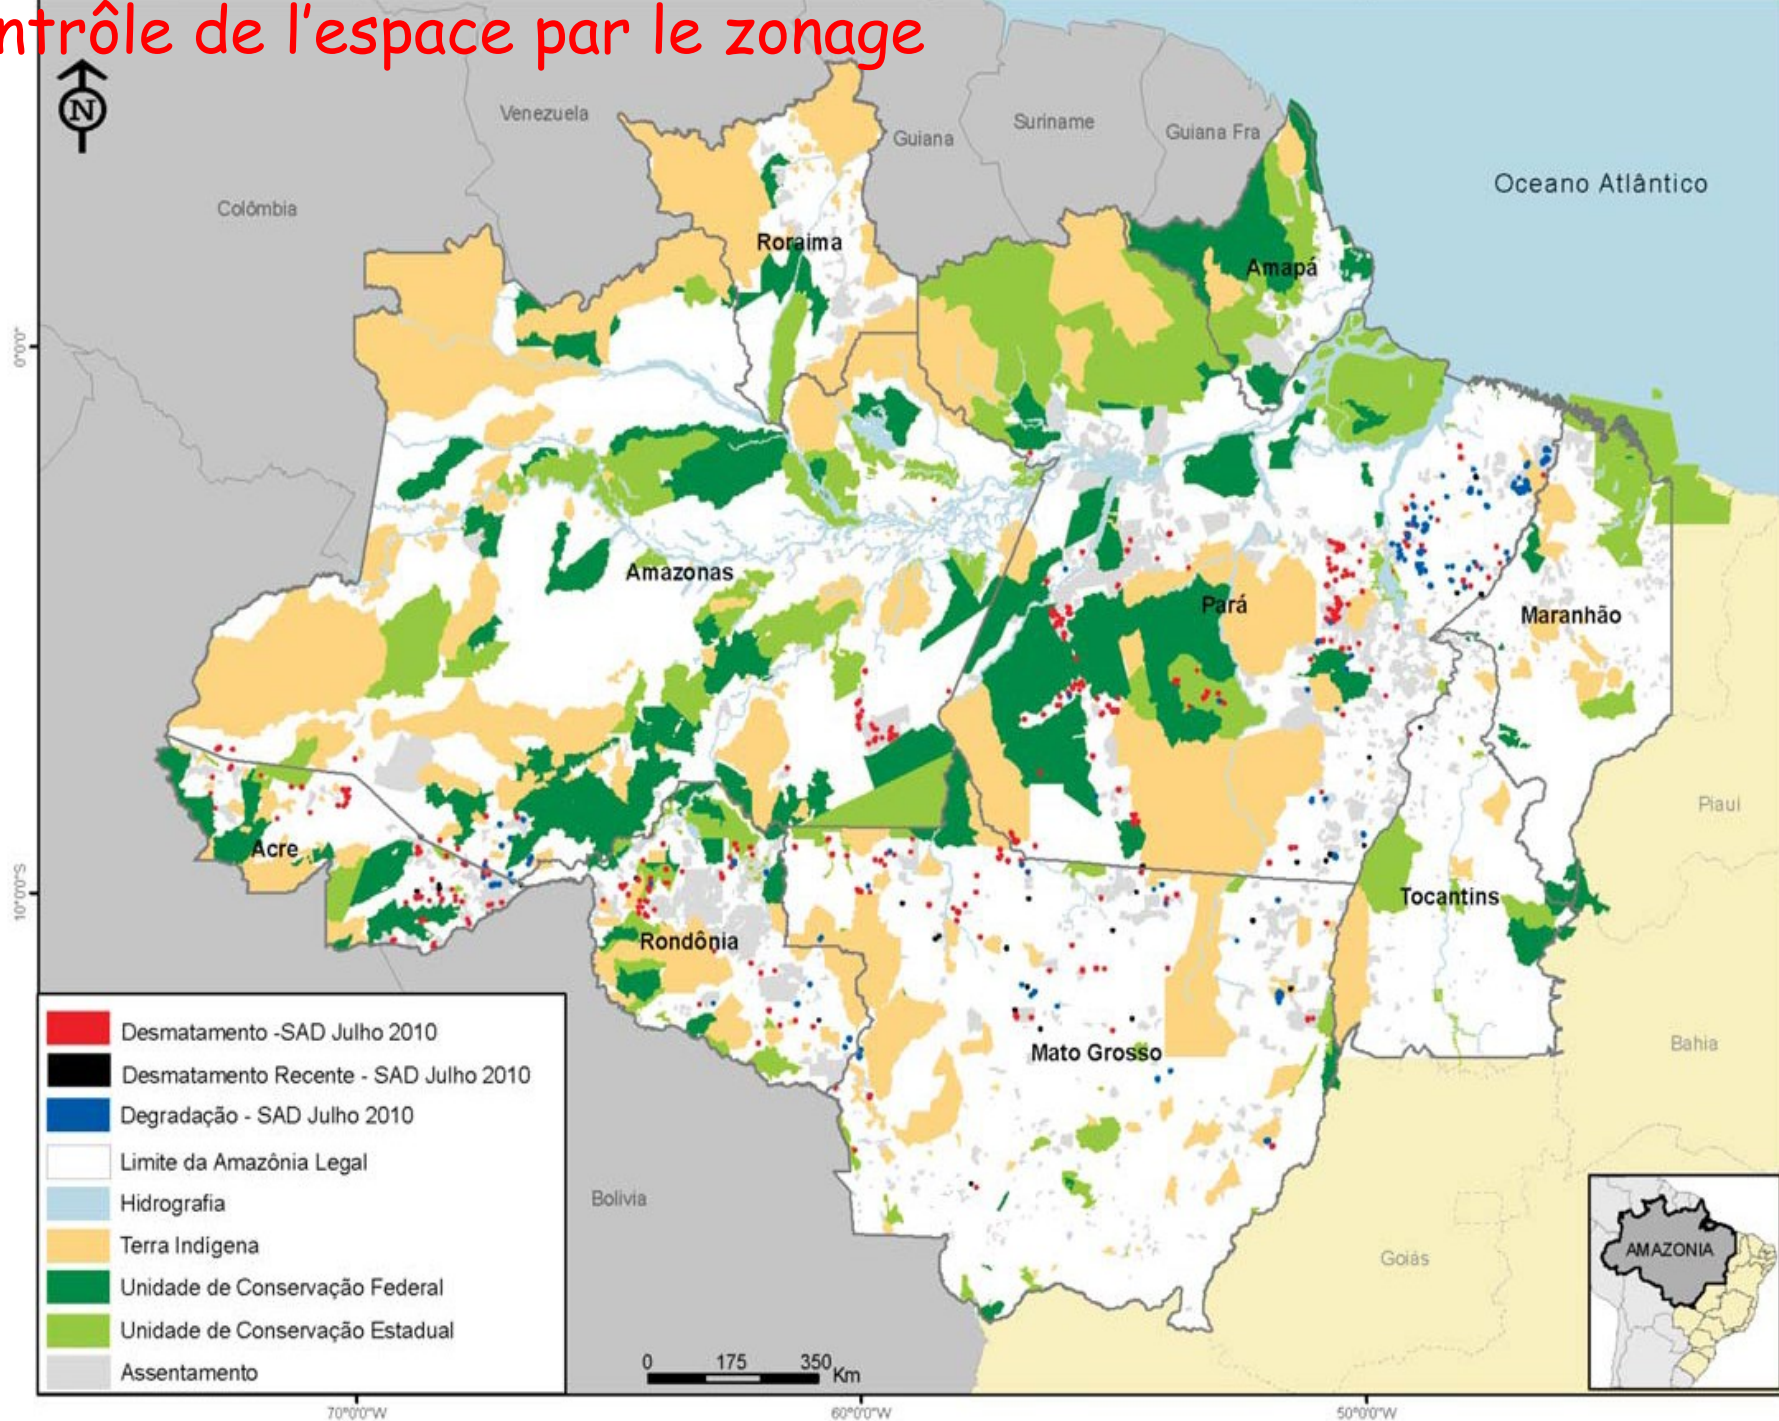 ntrôle de l'espace par le zonage
N
Venezuela
Guiana
Suriname
Guiana Fra
Oceano Atlântico
Colômbia
Roraima
Amapá
0°0'0"
Amazonas
Pará
Maranhão
Piauí
Acre
10°0'0"S
Rondônia
Tocantins
Mato Grosso
Bahia
Bolivia
Goiás
AMAZONIA
Desmatamento -SAD Julho 2010
Desmatamento Recente - SAD Julho 2010
Degradação - SAD Julho 2010
Limite da Amazônia Legal
Hidrografia
Terra Indígena
Unidade de Conservação Federal
Unidade de Conservação Estadual
Assentamento
0 175 350 Km
70°0'0"W 60°0'0"W 50°0'0"W